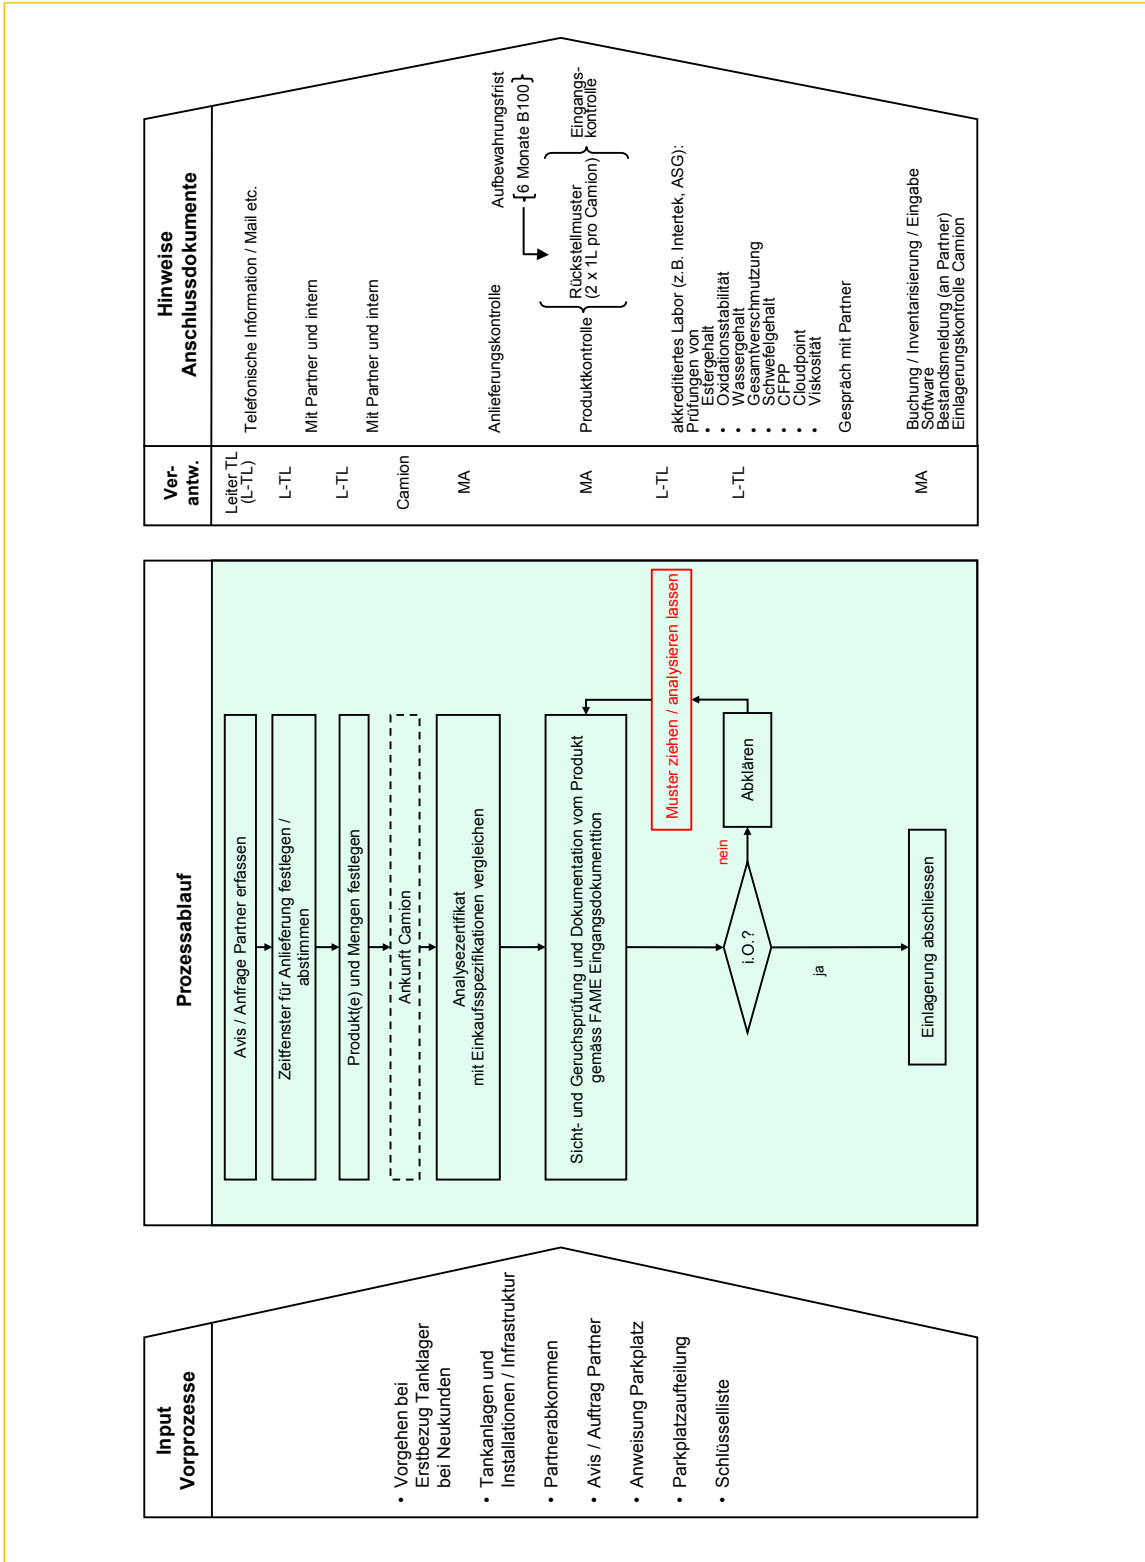 Input
Vorprozesse
• Vorgehen bei
Erstbezug Tanklager
bei Neukunden
• Tankanlagen und
Installationen / Infrastruktur
• Partnerabkommen
• Avis / Auftrag Partner
• Anweisung Parkplatz
• Parkplatzaufteilung
• Schlüsselliste
Prozessablauf
Avis / Anfrage Partner erfassen
Zeitfenster für Anlieferung festlegen /
abstimmen
Produkt(e) und Mengen festlegen
Ankunft Camion
Analysezertifikat
mit Einkaufsspezifikationen vergleichen
Sicht- und Geruchsprüfung und Dokumentation vom Produkt
gemäss FAME Eingangsdokumenttion
Muster ziehen / analysieren lassen
i.O.?
nein
Abklären
ja
Einlagerung abschliessen
Ver-
antw.
Leiter TL
(L-TL)
L-TL
L-TL
Camion
MA
MA
L-TL
L-TL
MA
Hinweise
Anschlussdokumente
Telefonische Information / Mail etc.
Mit Partner und intern
Mit Partner und intern
Anlieferungskontrolle
Aufbewahrungsfrist
6 Monate B100
Produktkontrolle
Rückstellmuster
(2 x 1L pro Camion)
Eingangs-
kontrolle
akkreditiertes Labor (z.B. Intertek, ASG):
Prüfungen von
• Estergehalt
• Oxidationsstabilität
• Wassergehalt
• Gesamtverschmutzung
• Schwefelgehalt
• CFPP
• Cloudpoint
• Viskosität
Gespräch mit Partner
Buchung / Inventarisierung / Eingabe
Software
Bestandsmeldung (an Partner)
Einlagerungskontrolle Camion